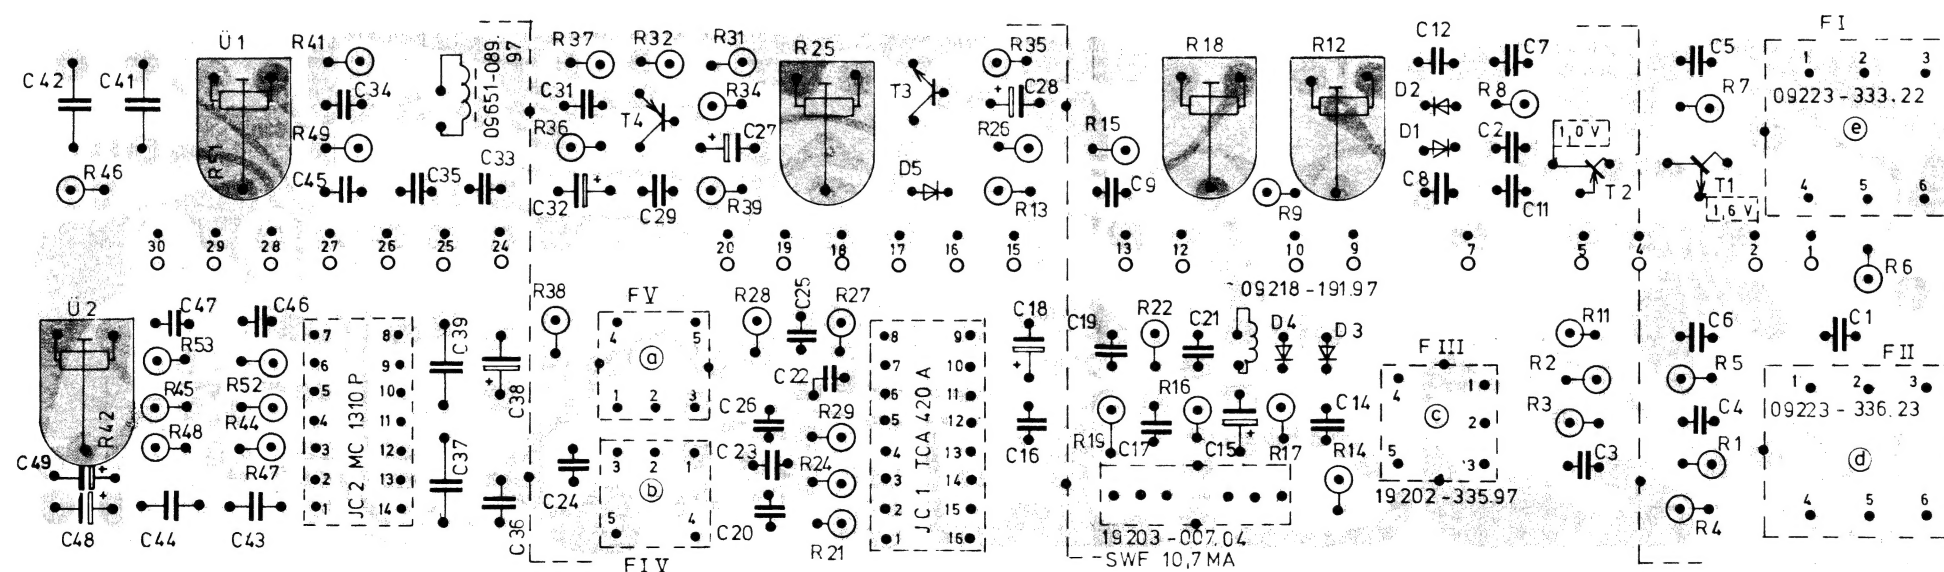 Ü1
R41
09651-089
97
R37
R32
R31
R25
R35
R18
R12
C12
C7
C5
FI
1 2 3
C42
C41
C34
C31
R34
T3
C28
D2
R8
R7
09223-333.22
R51
R49
R36
T4
C27
R26
R15
D1
C2
1,0 V
e
R46
C45
C35
C33
C32
C29
R39
D5
R13
C9
R9
C8
C11
T2
T1
1,6 V
4 5 6
30 29 28 27 26 25 24 20 19 18 17 16 15 13 12 10 9 7 5 4 2 1
R6
09218-191.97
Ü2
C47
C46
R38
FV
R28
C25
R27
C18
C19
R22
C21
D4
D3
R11
C6
C1
R53
7 8
C39
4 5
8 9
FIII
R2
R5
FII
6 9
a
7 10
1 2 3
R45
R52
5 10
C38
C22
6 11
R16
4 1
09223-336.23
R42
R44
4 11
1 2 3
C26
R29
5 12
C14
c
2
R3
C4
R48
3 12
C37
C23
4 13
R19
C17
C15
R17
R14
5 3
R1
d
C49
R47
2 13
JC2 MC 1310 P
3 2 1
b
R24
3 14
JC1 TCA 420 A
C16
C3
19202-335.97
C24
C20
2 15
4 5 6
1 14
5 4
C48
C44
C43
C36
R21
1 16
R4
19203-007.04
FIV
SWF 10,7MA